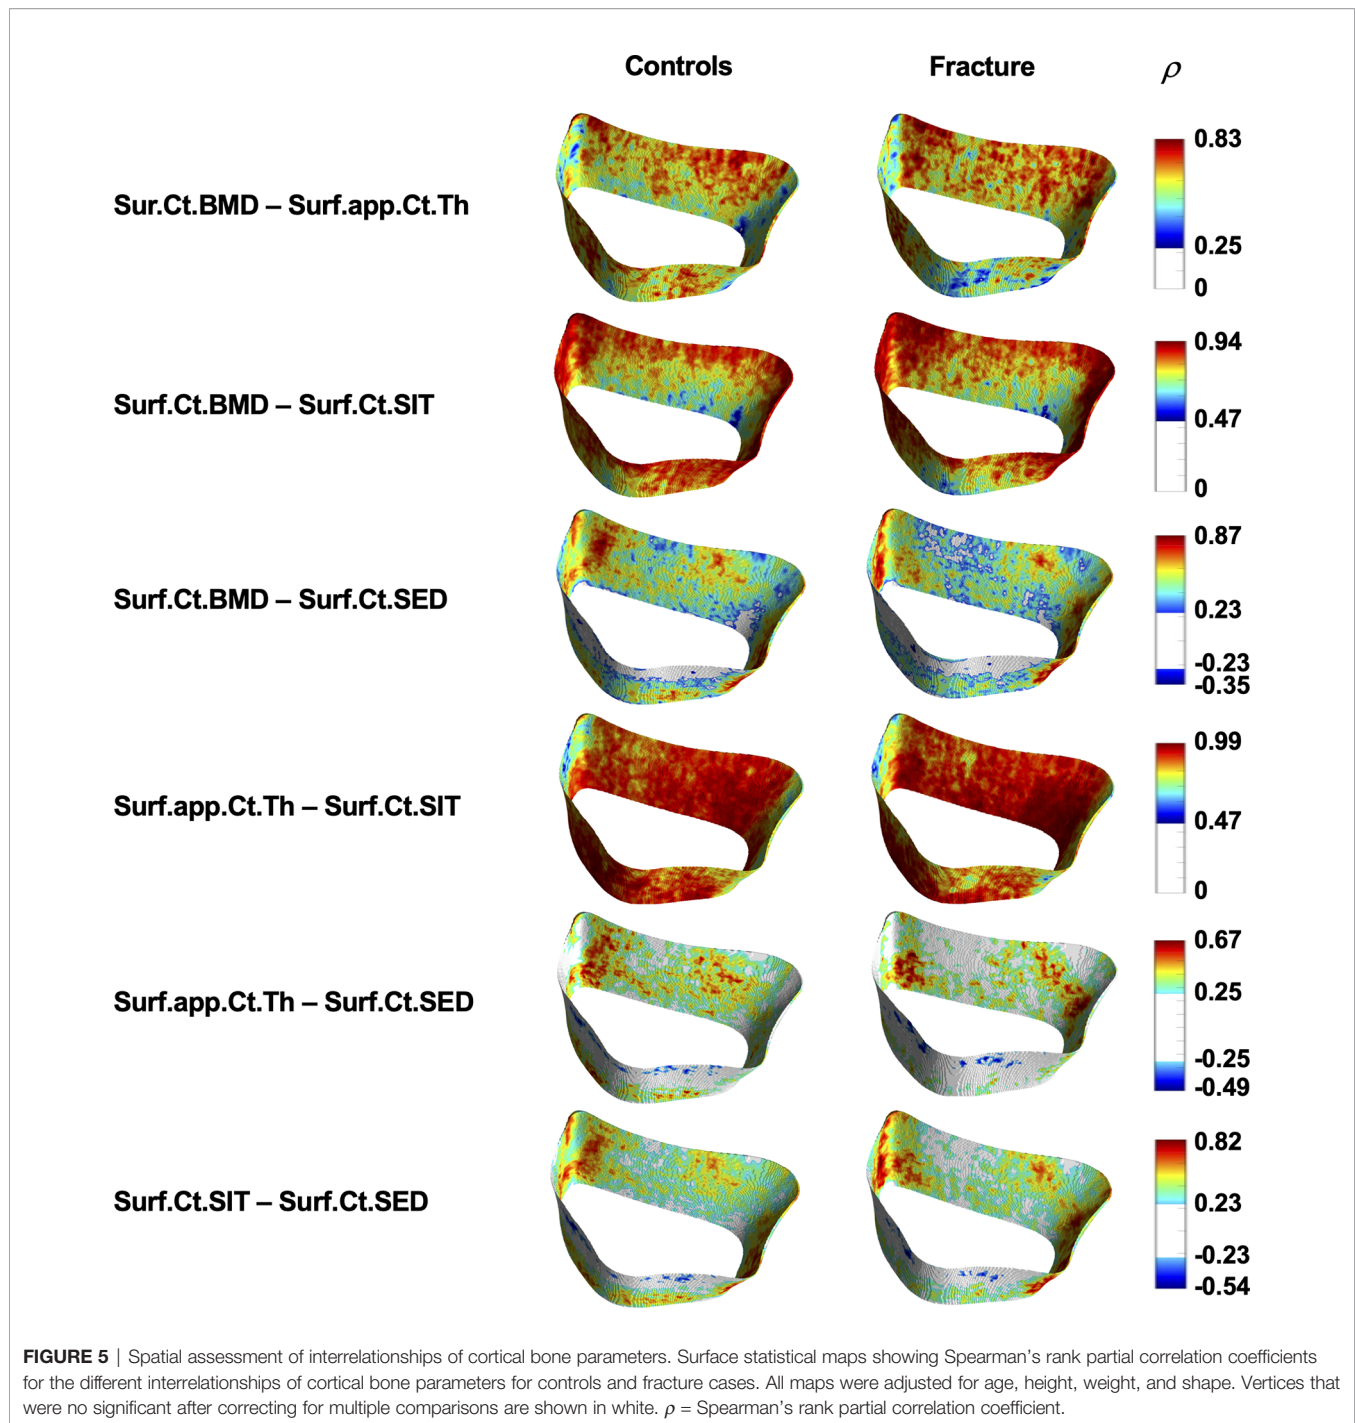 Controls Fracture ρ
Sur.Ct.BMD – Surf.app.Ct.Th
0.83
0.25
0
Surf.Ct.BMD – Surf.Ct.SIT
0.94
0.47
0
Surf.Ct.BMD – Surf.Ct.SED
0.87
0.23
-0.23
-0.35
Surf.app.Ct.Th – Surf.Ct.SIT
0.99
0.47
0
Surf.app.Ct.Th – Surf.Ct.SED
0.67
0.25
-0.25
-0.49
Surf.Ct.SIT – Surf.Ct.SED
0.82
0.23
-0.23
-0.54
FIGURE 5 | Spatial assessment of interrelationships of cortical bone parameters. Surface statistical maps showing Spearman's rank partial correlation coefficients
for the different interrelationships of cortical bone parameters for controls and fracture cases. All maps were adjusted for age, height, weight, and shape. Vertices that
were no significant after correcting for multiple comparisons are shown in white. ρ = Spearman's rank partial correlation coefficient.